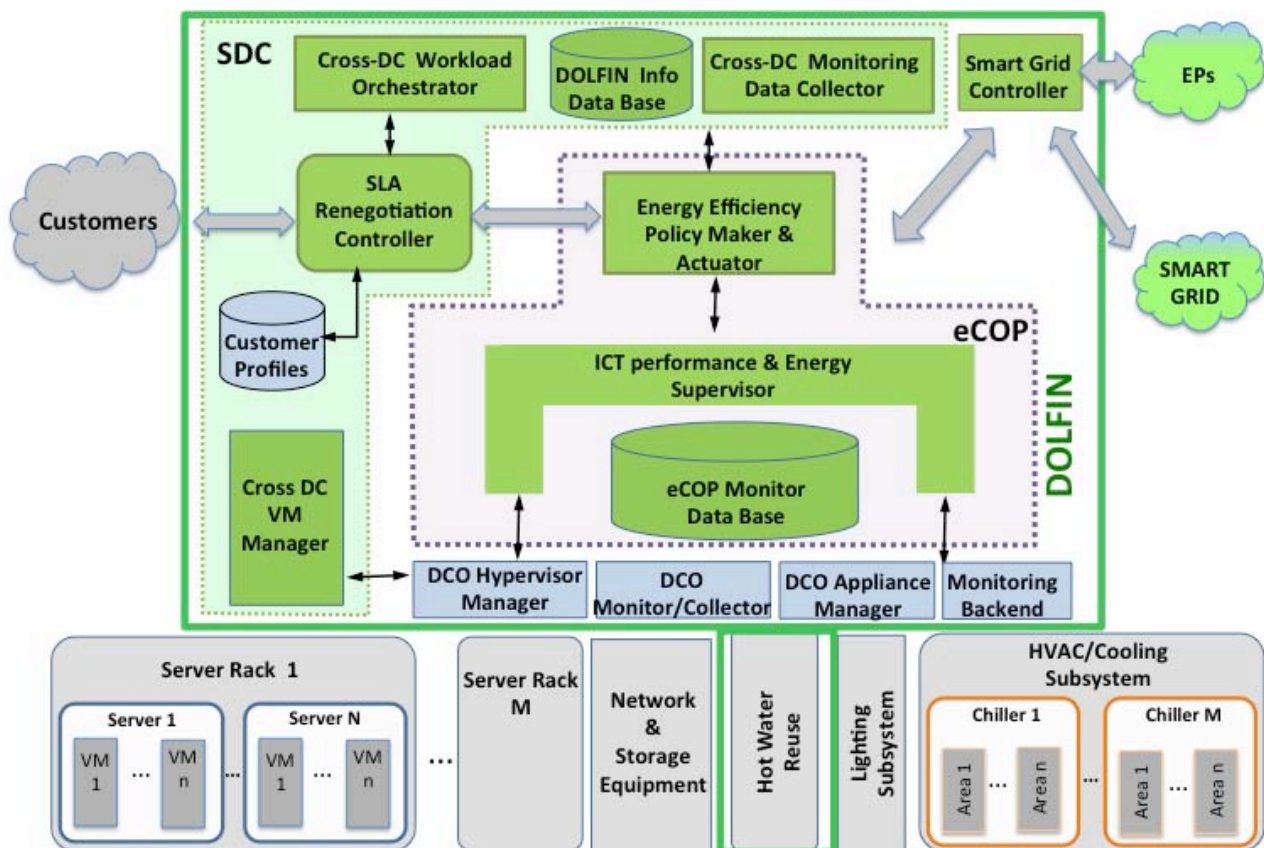 SDC
Cross-DC Workload
Orchestrator
DOLFIN Info
Data Base
Cross-DC Monitoring
Data Collector
Smart Grid
Controller
EPs
Customers
SLA
Renegotiation
Controller
Energy Efficiency
Policy Maker &
Actuator
SMART
GRID
Customer
Profiles
eCOP
ICT performance & Energy
Supervisor
DOLFIN
Cross DC
VM
Manager
eCOP Monitor
Data Base
DCO Hypervisor
Manager
DCO
Monitor/Collector
DCO Appliance
Manager
Monitoring
Backend
Server Rack 1
Server 1
VM
1
...
VM
n
...
Server N
VM
1
...
VM
n
...
Server Rack
M
Network
&
Storage
Equipment
Hot Water
Reuse
Lighting
Subsystem
HVAC/Cooling
Subsystem
Chiller 1
Area 1
...
Area n
...
Chiller M
Area 1
...
Area n